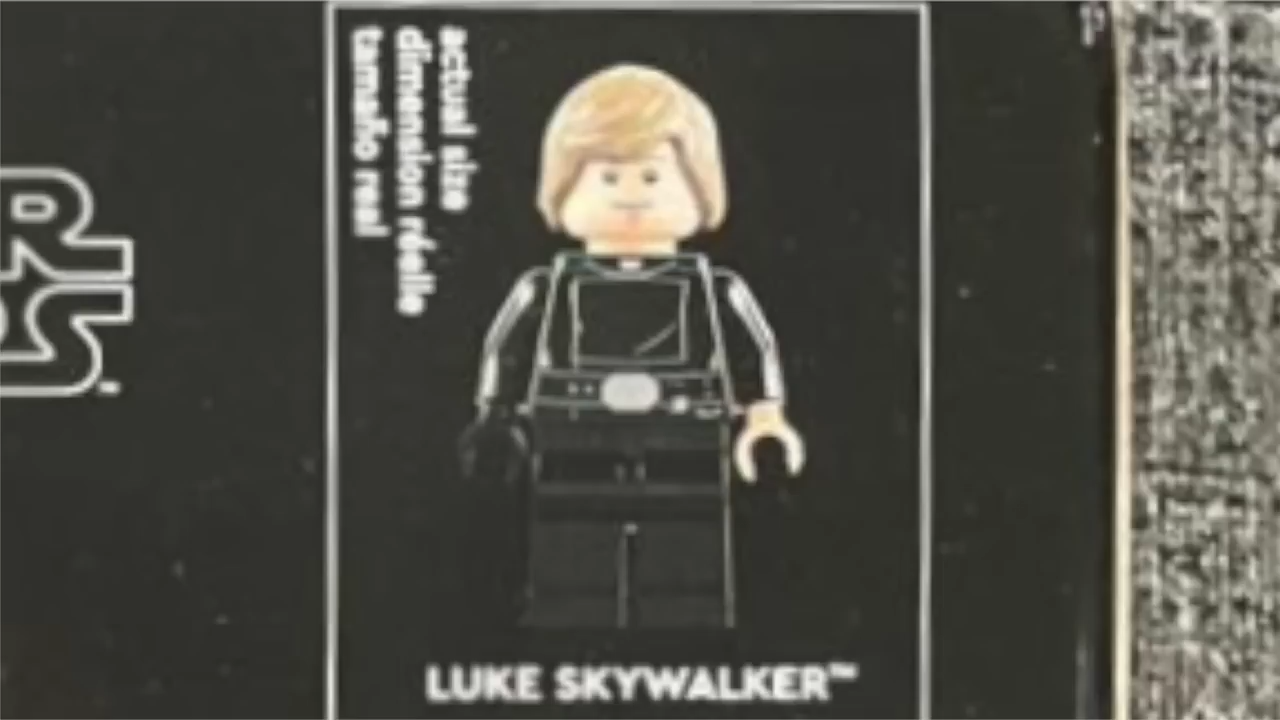 actual size
dimension réelle
tamaño real
R
S
LUKE SKYWALKER™